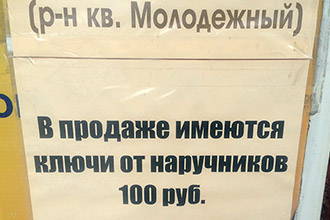 (р-н кв. Молодежный)
В продаже имеются
ключи от наручников
100 руб.